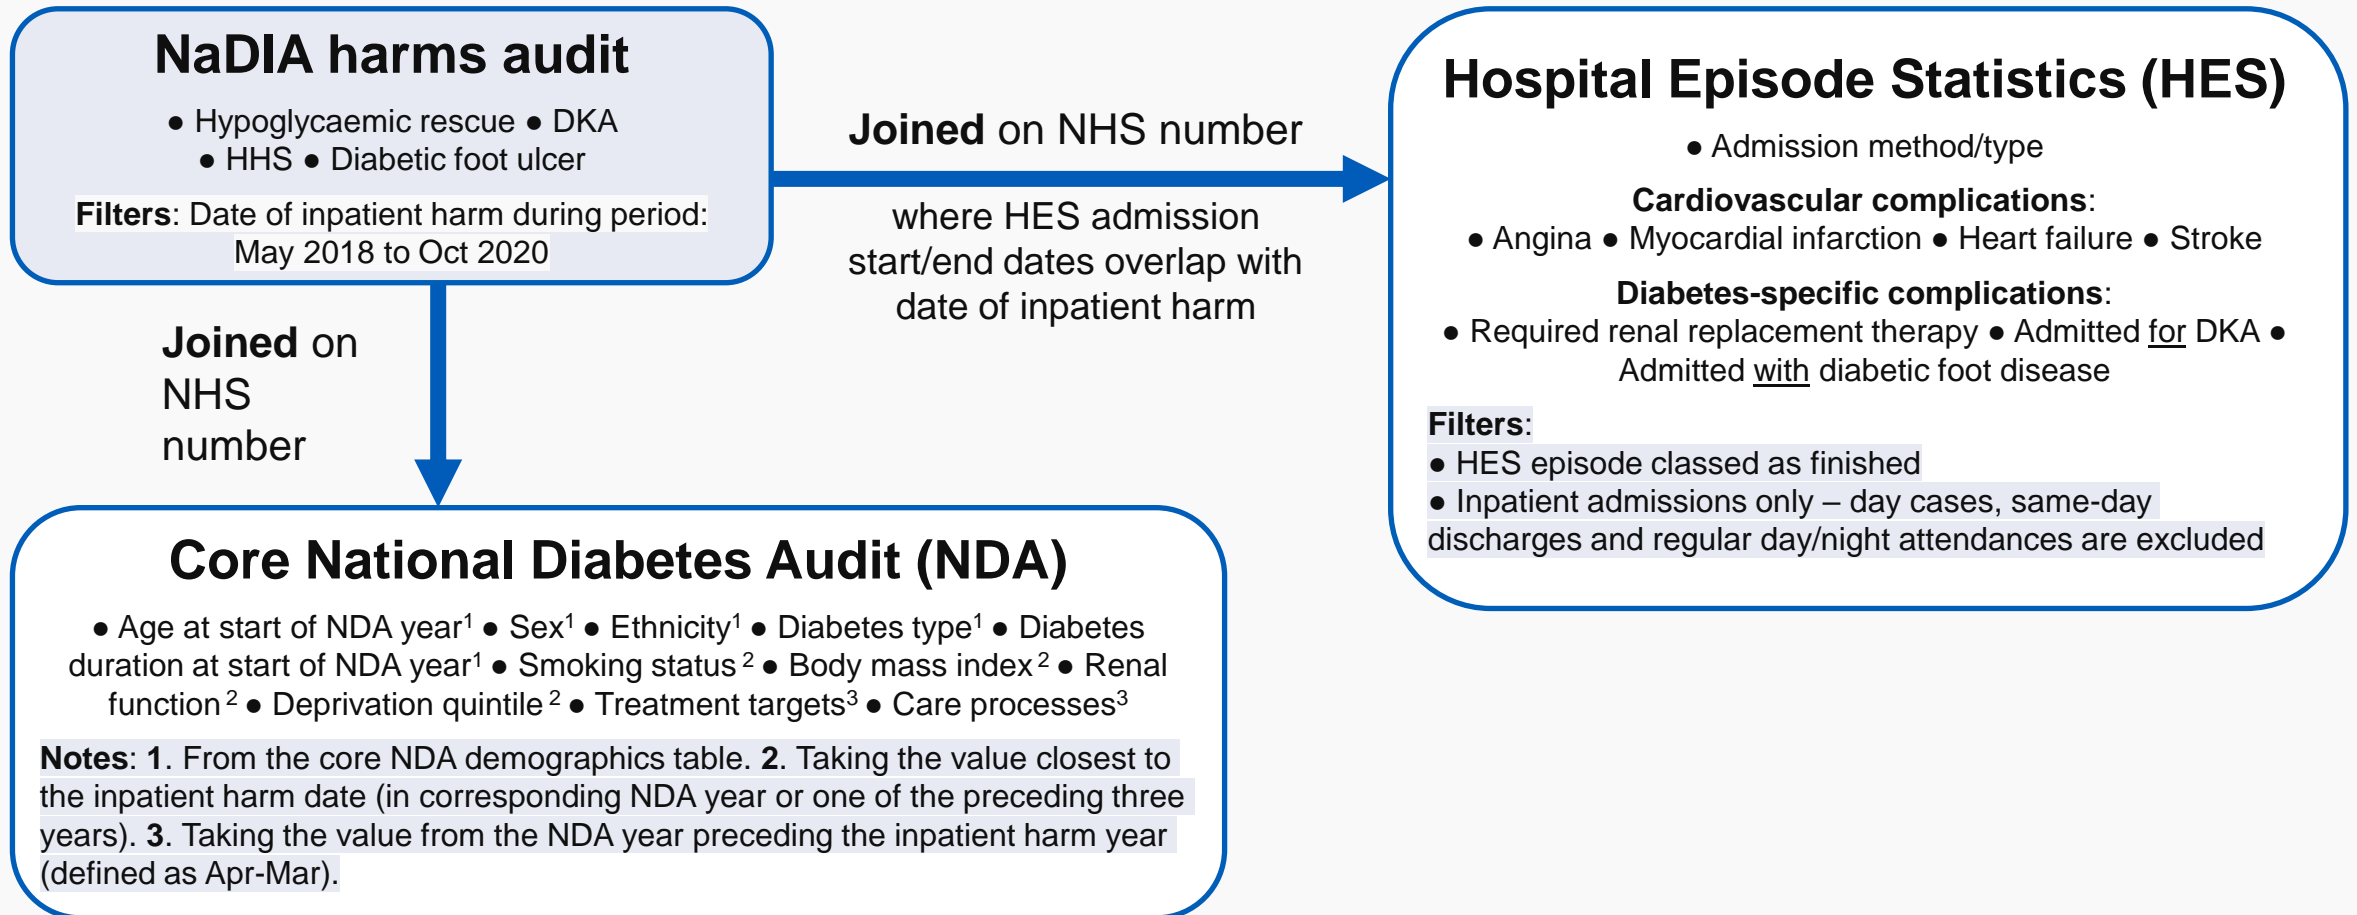 NaDIA harms audit
● Hypoglycaemic rescue ● DKA
● HHS ● Diabetic foot ulcer
Filters: Date of inpatient harm during period:
May 2018 to Oct 2020
Joined on NHS number
where HES admission
start/end dates overlap with
date of inpatient harm
Hospital Episode Statistics (HES)
● Admission method/type
Cardiovascular complications:
● Angina ● Myocardial infarction ● Heart failure ● Stroke
Diabetes-specific complications:
● Required renal replacement therapy ● Admitted for DKA ●
Admitted with diabetic foot disease
Filters:
● HES episode classed as finished
● Inpatient admissions only – day cases, same-day
discharges and regular day/night attendances are excluded
Joined on
NHS
number
Core National Diabetes Audit (NDA)
● Age at start of NDA year¹ ● Sex¹ ● Ethnicity¹ ● Diabetes type¹ ● Diabetes
duration at start of NDA year¹ ● Smoking status ² ● Body mass index ² ● Renal
function ² ● Deprivation quintile ² ● Treatment targets³ ● Care processes³
Notes: 1. From the core NDA demographics table. 2. Taking the value closest to
the inpatient harm date (in corresponding NDA year or one of the preceding three
years). 3. Taking the value from the NDA year preceding the inpatient harm year
(defined as Apr-Mar).